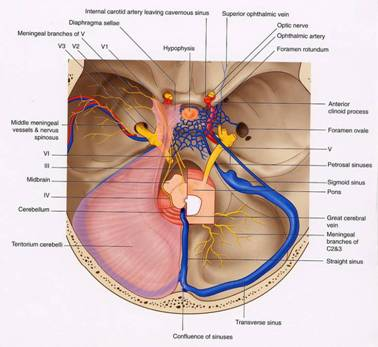 Internal carotid artery leaving cavernous sinus
Superior ophthalmic vein
Diaphragma sellae
Optic nerve
Meningeal branches of V
Ophthalmic artery
V3 V2 V1
Hypophysis
Foramen rotundum
Anterior
clinoid process
Middle meningeal
vessels & nervus
spinosus
Foramen ovale
V
VI
III
Petrosal sinuses
Midbrain
Sigmoid sinus
Pons
IV
Cerebellum
Great cerebral
vein
Meningeal
branches of
C2&3
Tentorium cerebelli
Straight sinus
Transverse sinus
Confluence of sinuses